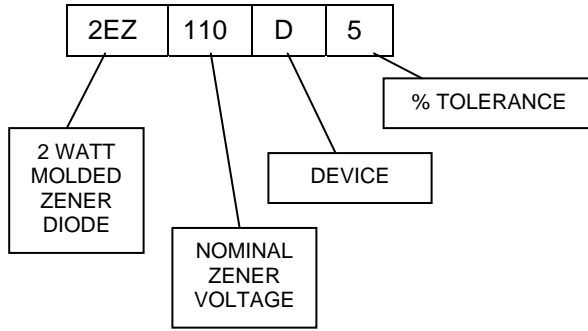 2EZ 110 D 5
% TOLERANCE
2 WATT
MOLDED
ZENER
DIODE
DEVICE
NOMINAL
ZENER
VOLTAGE